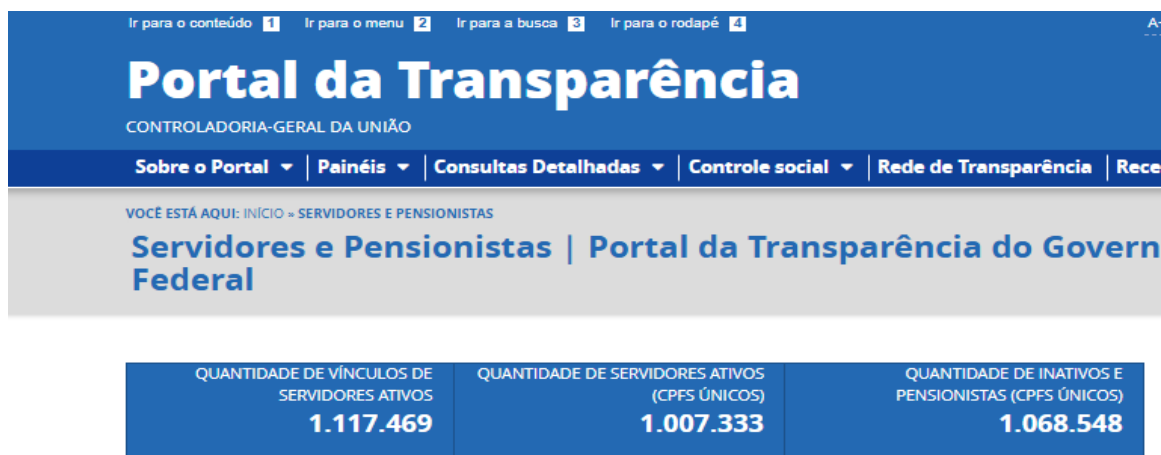 Ir para o conteúdo 1 Ir para o menu 2 Ir para a busca 3 Ir para o rodapé 4 A-
Portal da Transparência
CONTROLADORIA-GERAL DA UNIÃO
Sobre o Portal Painéis Consultas Detalhadas Controle social Rede de Transparência Rece
VOCÊ ESTÁ AQUI: INÍCIO » SERVIDORES E PENSIONISTAS
Servidores e Pensionistas | Portal da Transparência do Govern
Federal
QUANTIDADE DE VÍNCULOS DE
SERVIDORES ATIVOS
1.117.469
QUANTIDADE DE SERVIDORES ATIVOS
(CPFS ÚNICOS)
1.007.333
QUANTIDADE DE INATIVOS E
PENSIONISTAS (CPFS ÚNICOS)
1.068.548